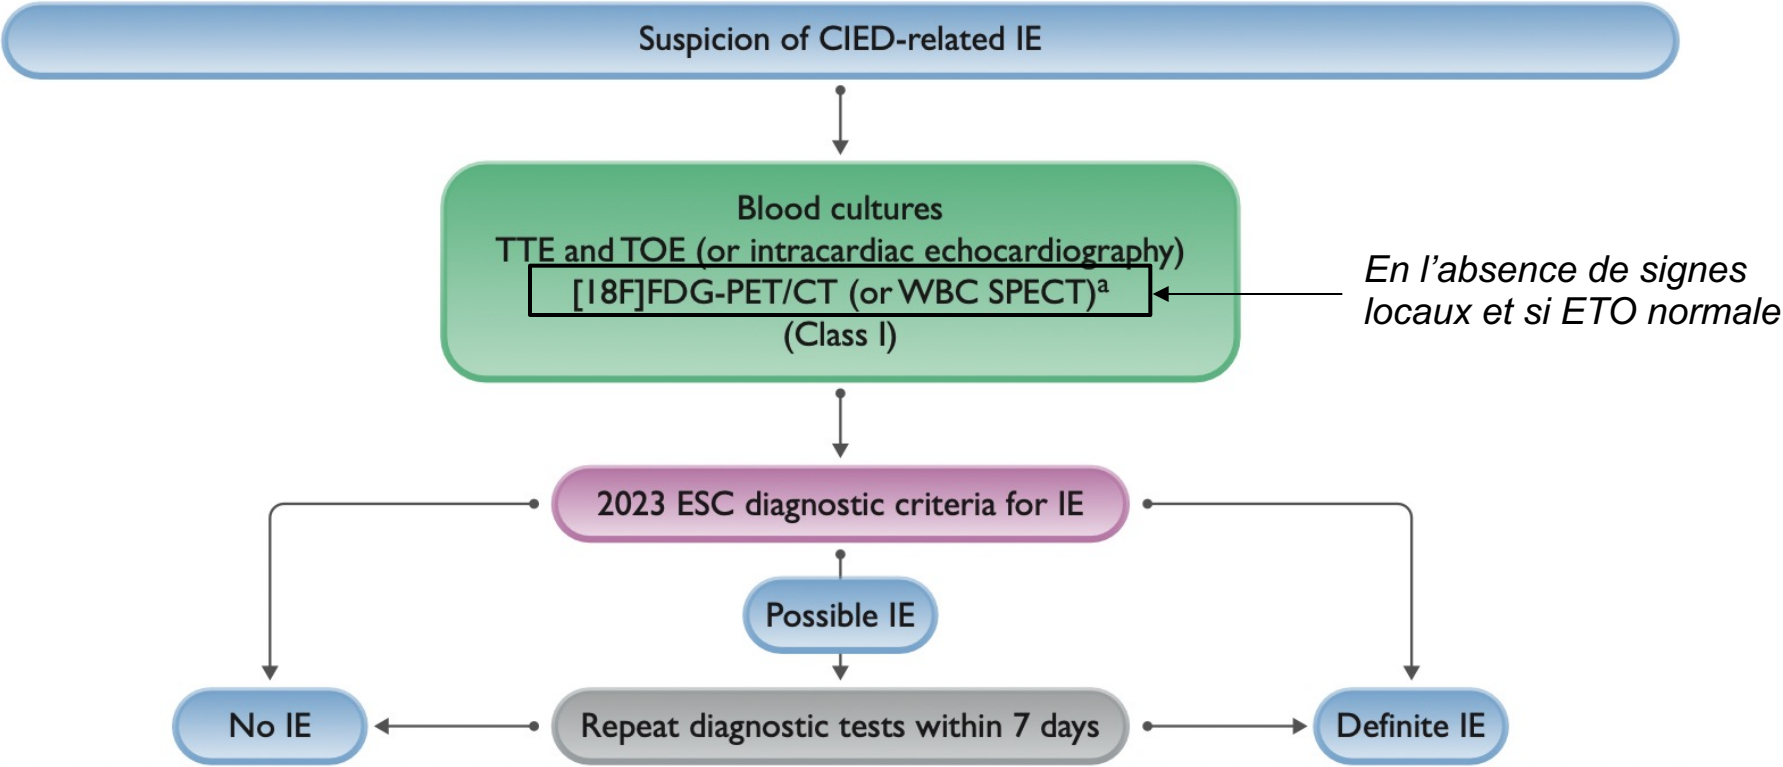 Suspicion of CIED-related IE
Blood cultures
TTE and TOE (or intracardiac echocardiography)
[18F]FDG-PET/CT (or WBC SPECT)ª
(Class I)
En l’absence de signes
locaux et si ETO normale
2023 ESC diagnostic criteria for IE
Possible IE
No IE
Repeat diagnostic tests within 7 days
Definite IE